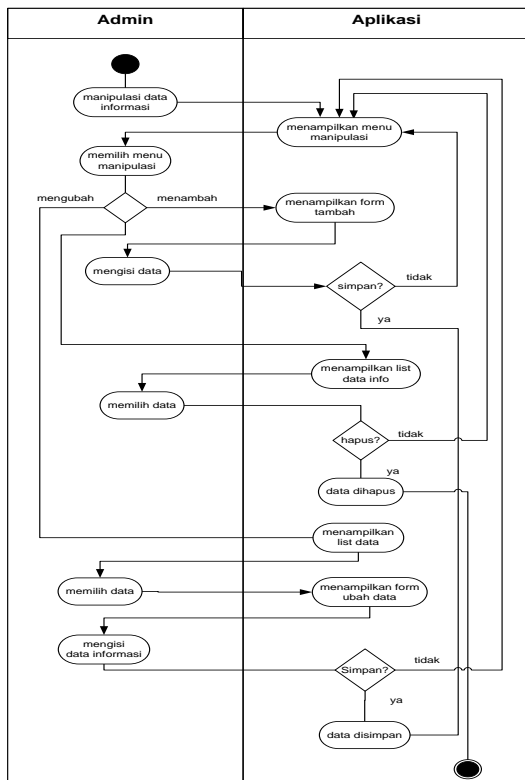 Admin
Aplikasi
manipulasi data
informasi
menampilkan menu
manipulasi
memilih menu
manipulasi
mengubah
menambah
menampilkan form
tambah
mengisi data
simpan?
tidak
ya
menampilkan list
data info
memilih data
hapus?
tidak
ya
data dihapus
menampilkan
list data
memilih data
menampilkan form
ubah data
mengisi
data informasi
Simpan?
tidak
ya
data disimpan